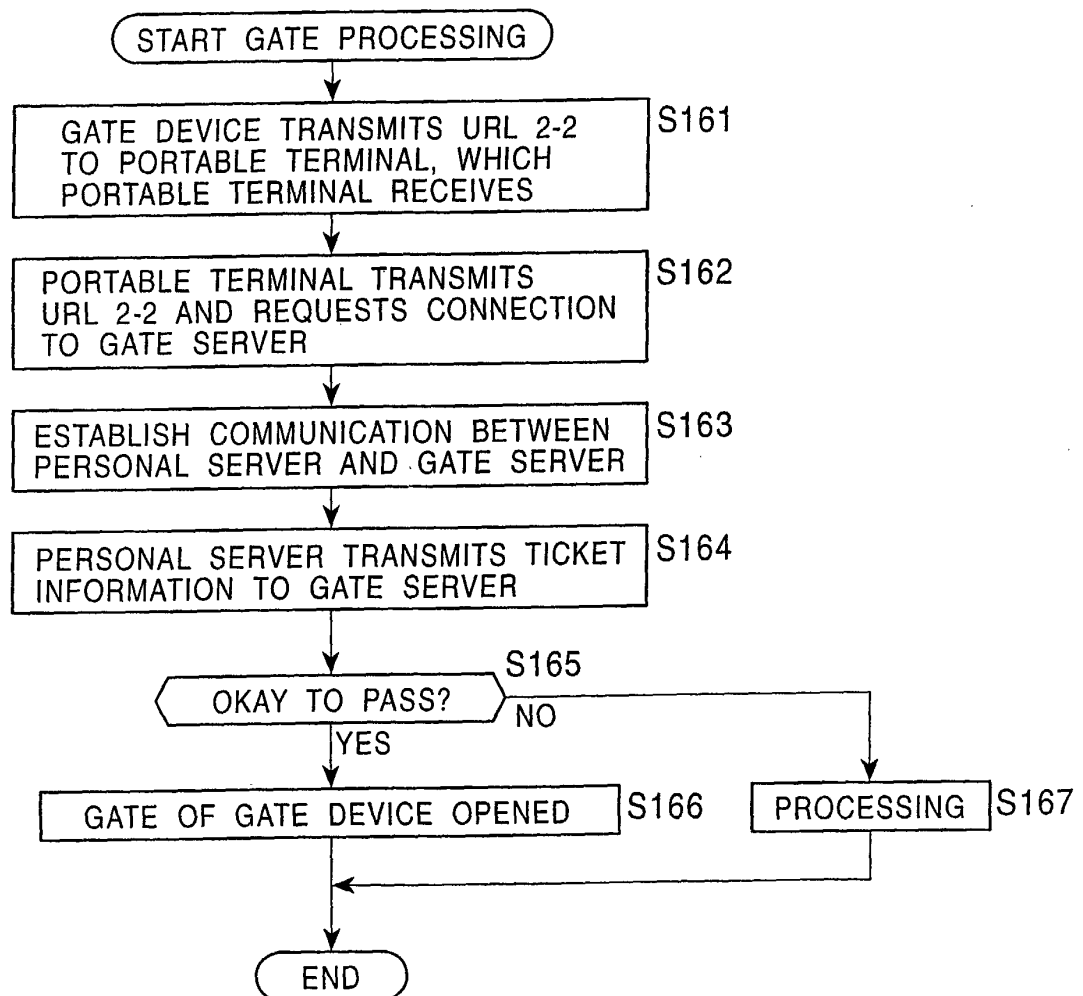 START GATE PROCESSING
GATE DEVICE TRANSMITS URL 2-2
TO PORTABLE TERMINAL, WHICH
PORTABLE TERMINAL RECEIVES
S161
PORTABLE TERMINAL TRANSMITS
URL 2-2 AND REQUESTS CONNECTION
TO GATE SERVER
S162
ESTABLISH COMMUNICATION BETWEEN
PERSONAL SERVER AND GATE SERVER
S163
PERSONAL SERVER TRANSMITS TICKET
INFORMATION TO GATE SERVER
S164
S165
OKAY TO PASS?
NO
YES
GATE OF GATE DEVICE OPENED
S166
PROCESSING
S167
END